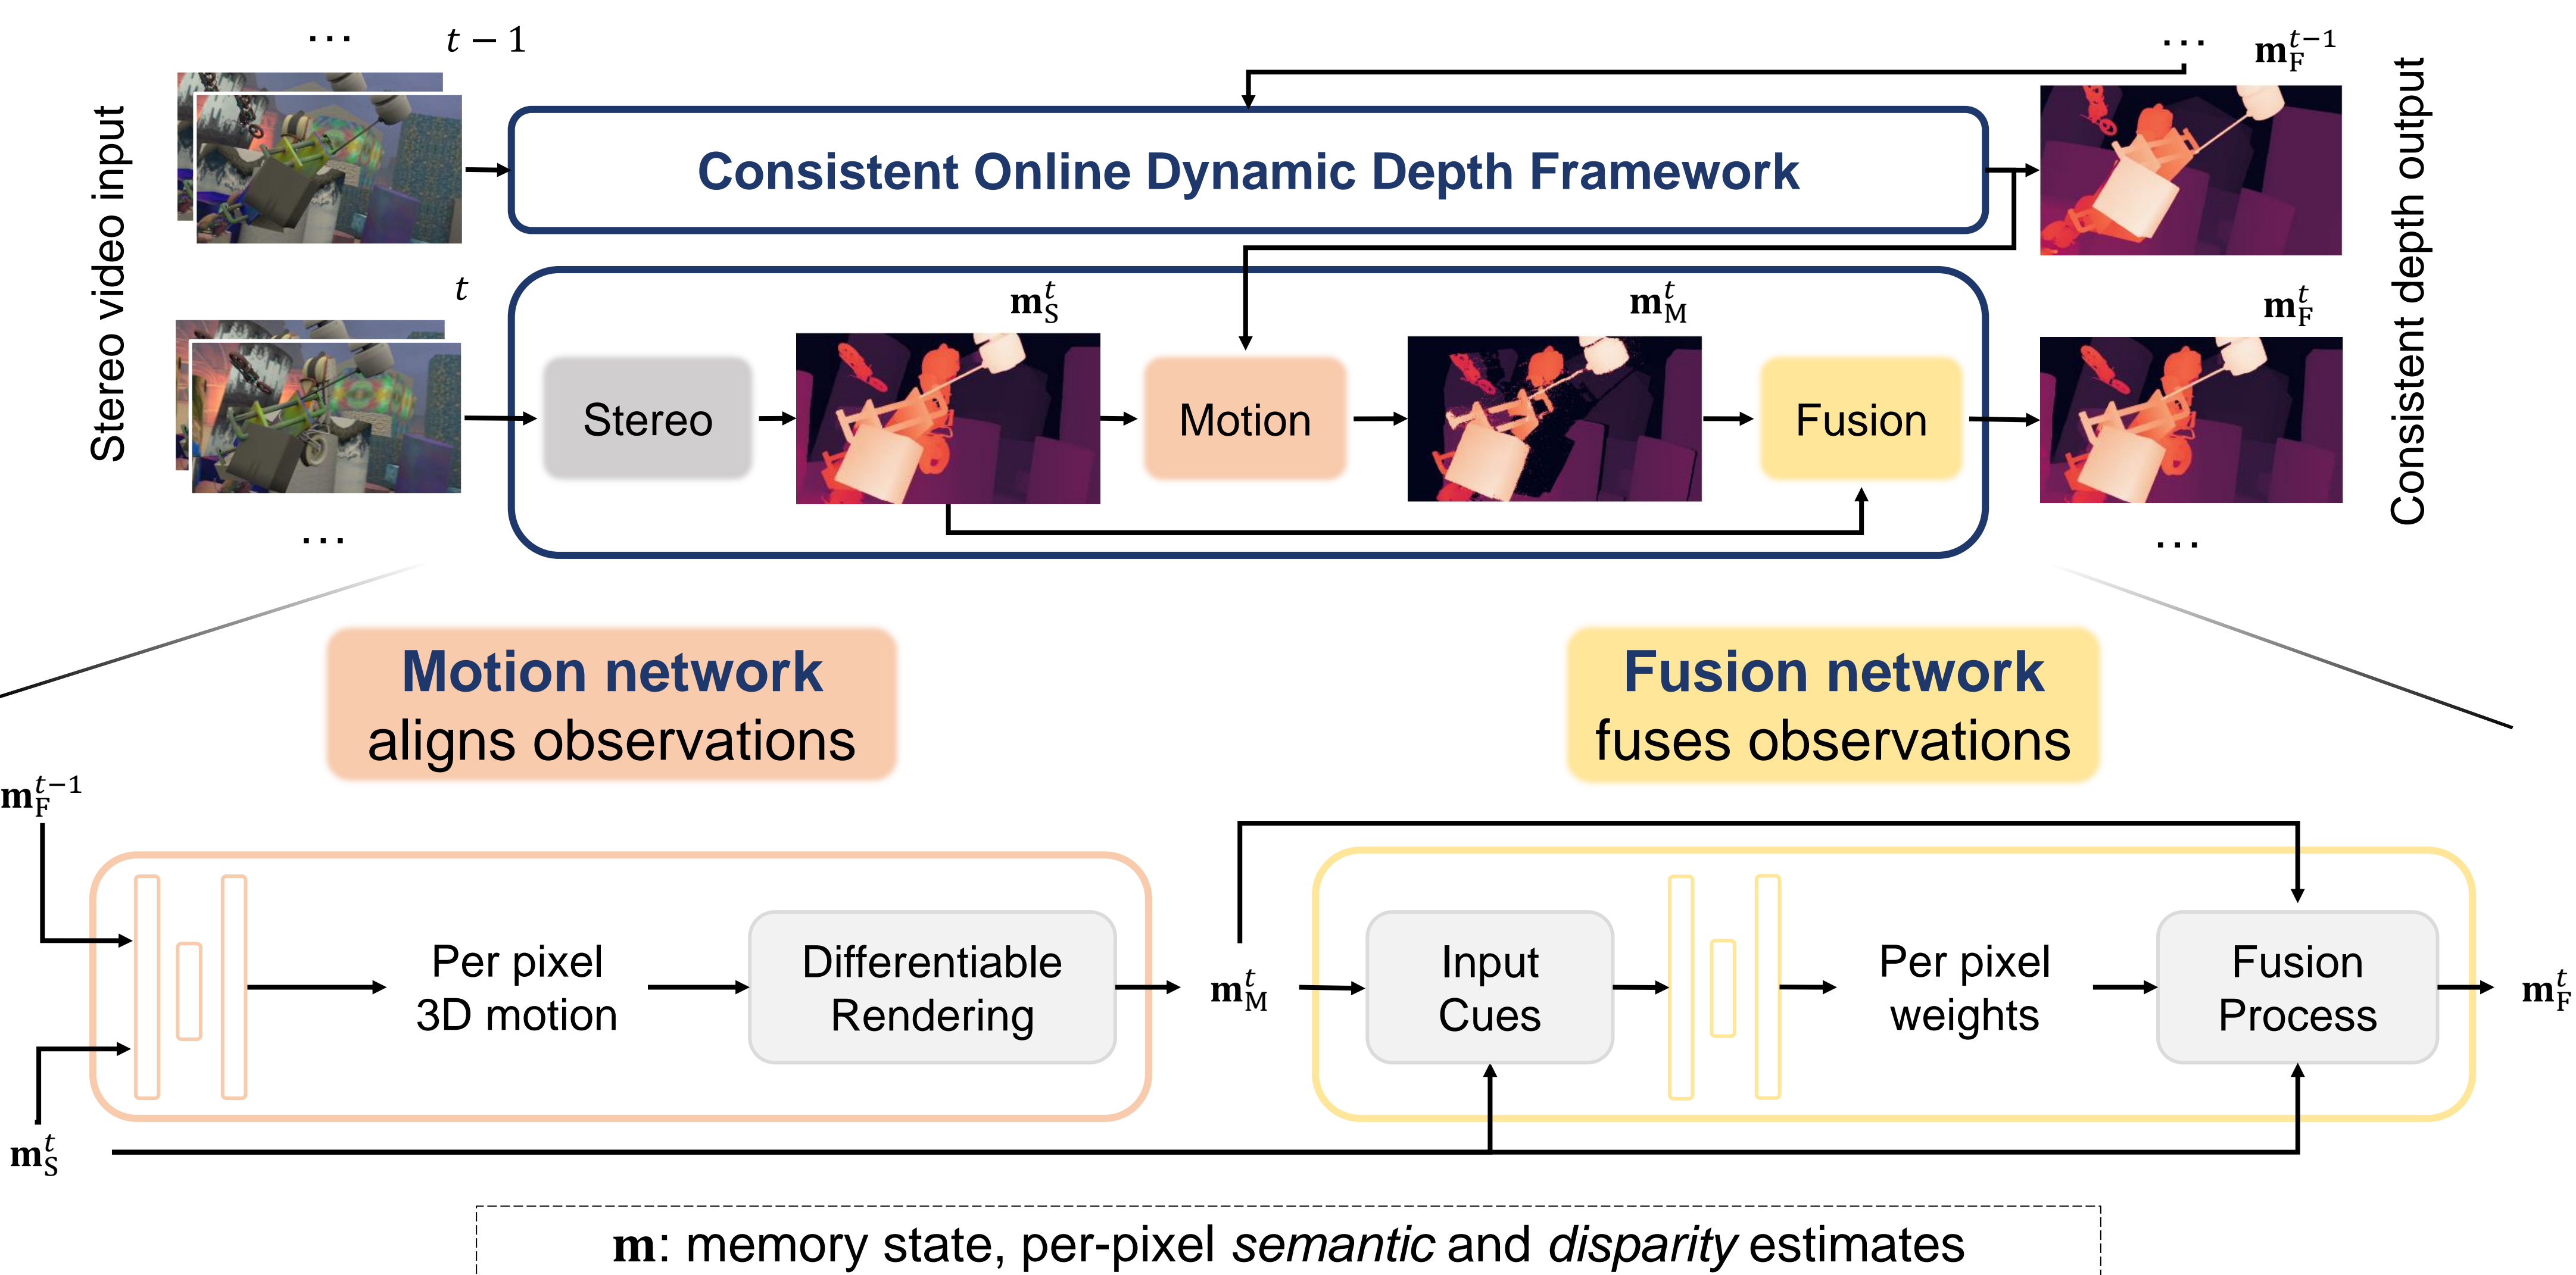 … t − 1
… m_F^{t−1}
Stereo video input
Consistent Online Dynamic Depth Framework
Consistent depth output
t
m_S^t
m_M^t
m_F^t
Stereo
Motion
Fusion
…
…
Motion network
aligns observations
Fusion network
fuses observations
m_F^{t−1}
Per pixel
3D motion
Differentiable
Rendering
m_M^t
Input
Cues
Per pixel
weights
Fusion
Process
m_F^t
m_S^t
m: memory state, per-pixel semantic and disparity estimates